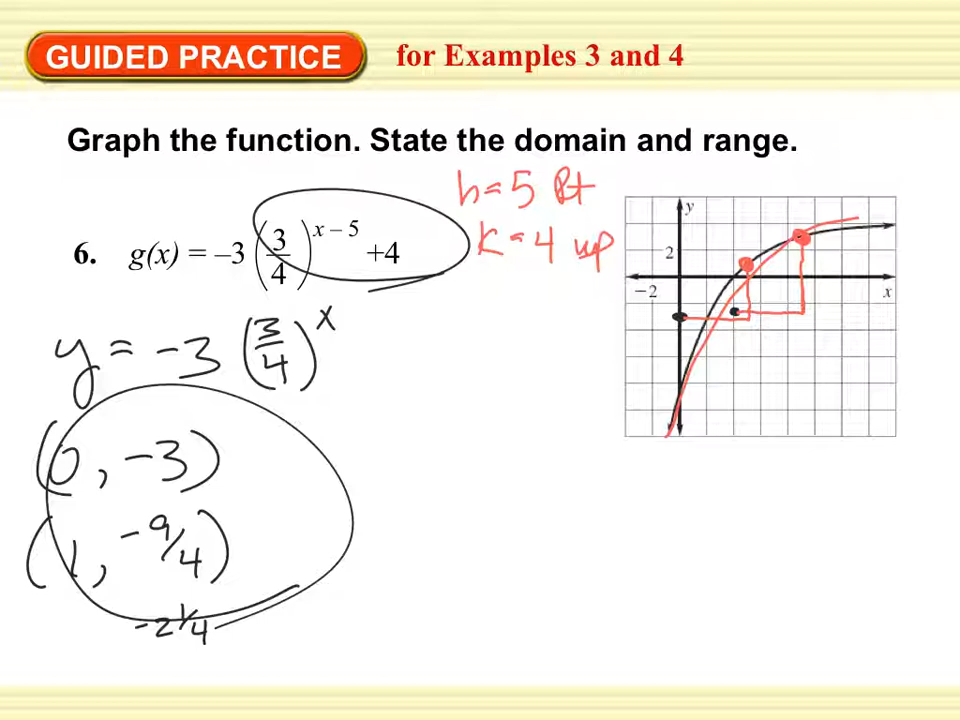 GUIDED PRACTICE for Examples 3 and 4
Graph the function. State the domain and range.
h = 5 Rt
6. g(x) = –3 (3/4)^(x – 5) +4
k = 4 up
y
2
–2
x
y = -3 (3/4)^x
(0, -3)
(1, -9/4)
-2 1/4